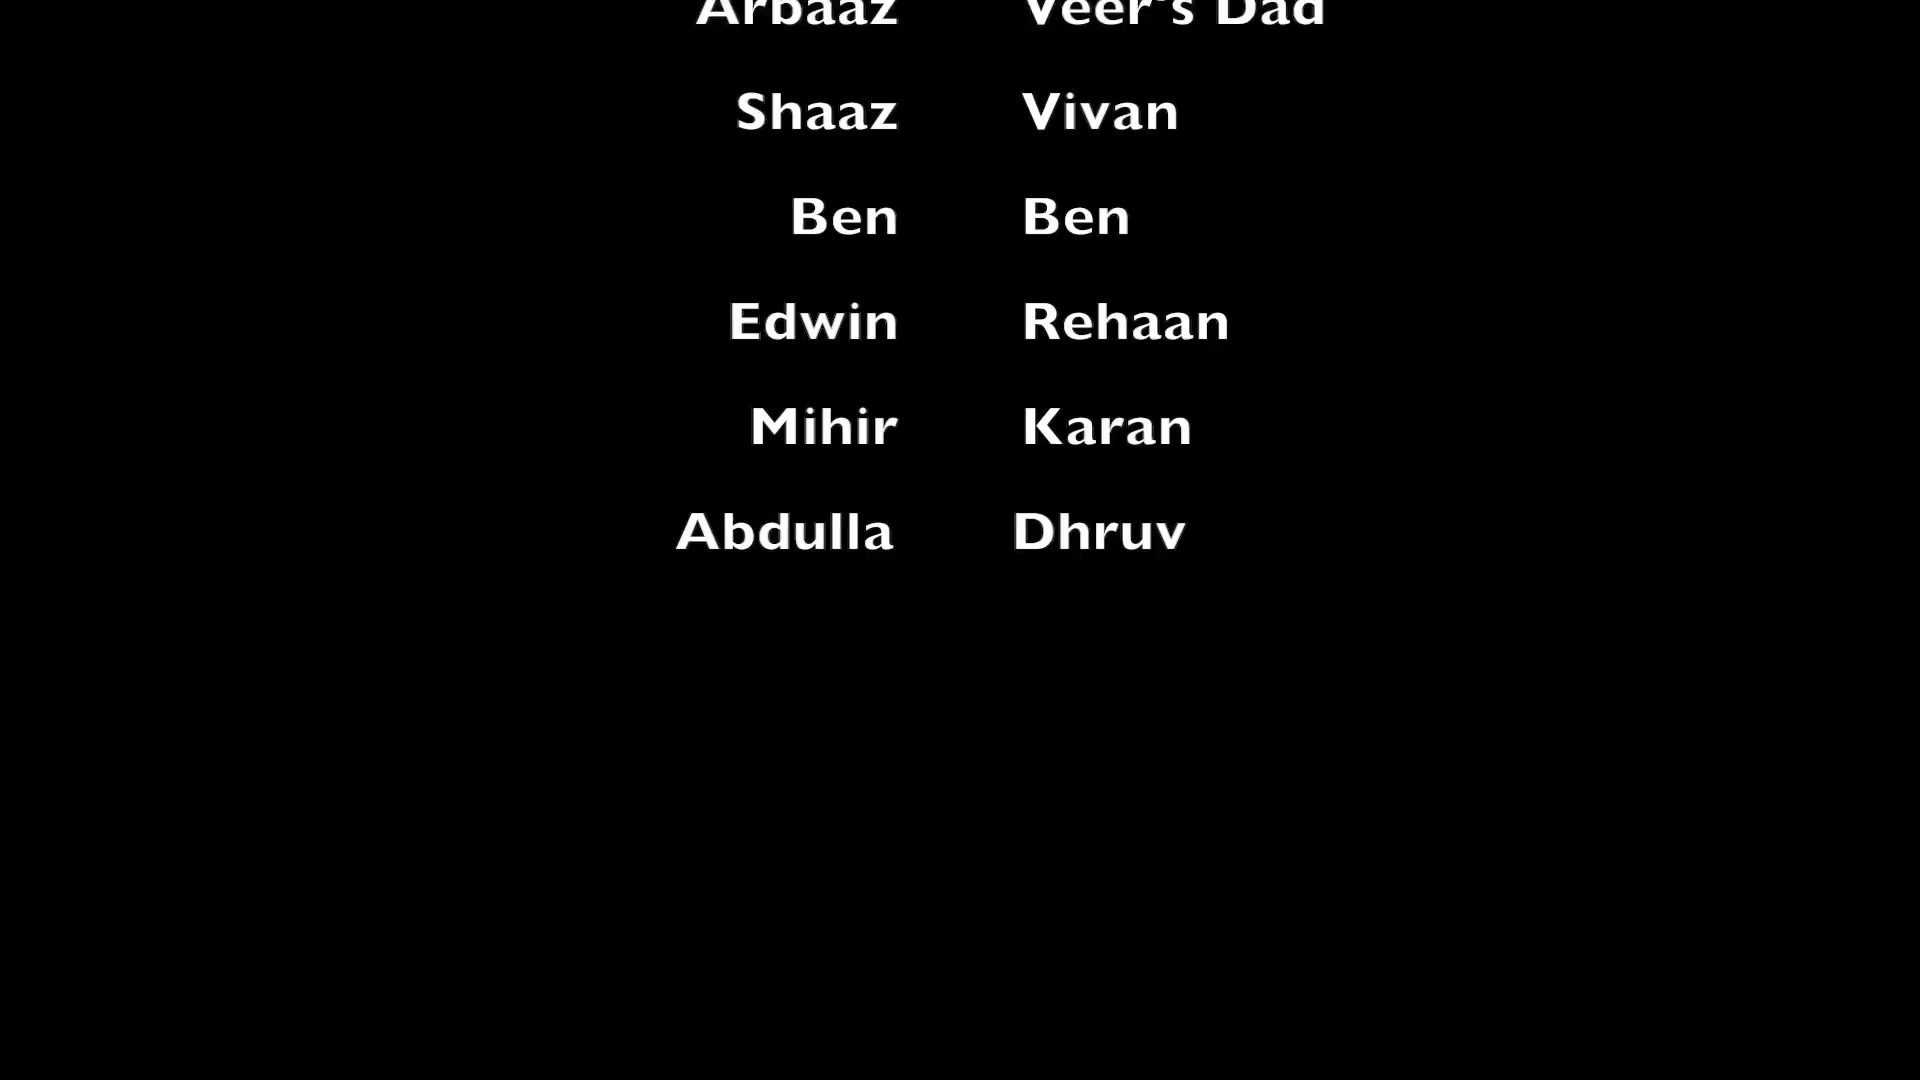 Arbaaz Veer's Dad
Shaaz Vivan
Ben Ben
Edwin Rehaan
Mihir Karan
Abdulla Dhruv